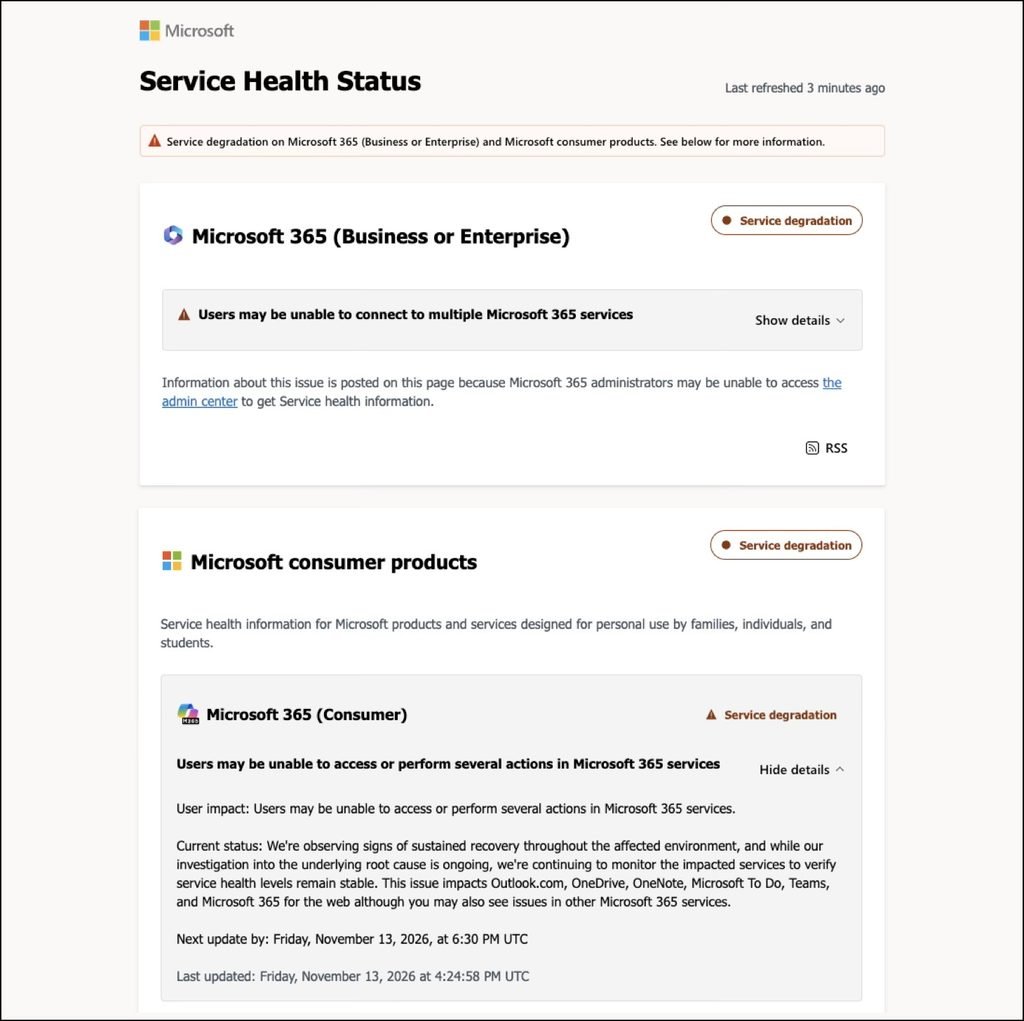 Microsoft
Service Health Status
Last refreshed 3 minutes ago
Service degradation on Microsoft 365 (Business or Enterprise) and Microsoft consumer products. See below for more information.
Microsoft 365 (Business or Enterprise)
Service degradation
Users may be unable to connect to multiple Microsoft 365 services
Show details
Information about this issue is posted on this page because Microsoft 365 administrators may be unable to access the
admin center to get Service health information.
RSS
Microsoft consumer products
Service degradation
Service health information for Microsoft products and services designed for personal use by families, individuals, and
students.
M365
Microsoft 365 (Consumer)
Service degradation
Users may be unable to access or perform several actions in Microsoft 365 services
Hide details
User impact: Users may be unable to access or perform several actions in Microsoft 365 services.
Current status: We're observing signs of sustained recovery throughout the affected environment, and while our
investigation into the underlying root cause is ongoing, we're continuing to monitor the impacted services to verify
service health levels remain stable. This issue impacts Outlook.com, OneDrive, OneNote, Microsoft To Do, Teams,
and Microsoft 365 for the web although you may also see issues in other Microsoft 365 services.
Next update by: Friday, November 13, 2026, at 6:30 PM UTC
Last updated: Friday, November 13, 2026 at 4:24:58 PM UTC